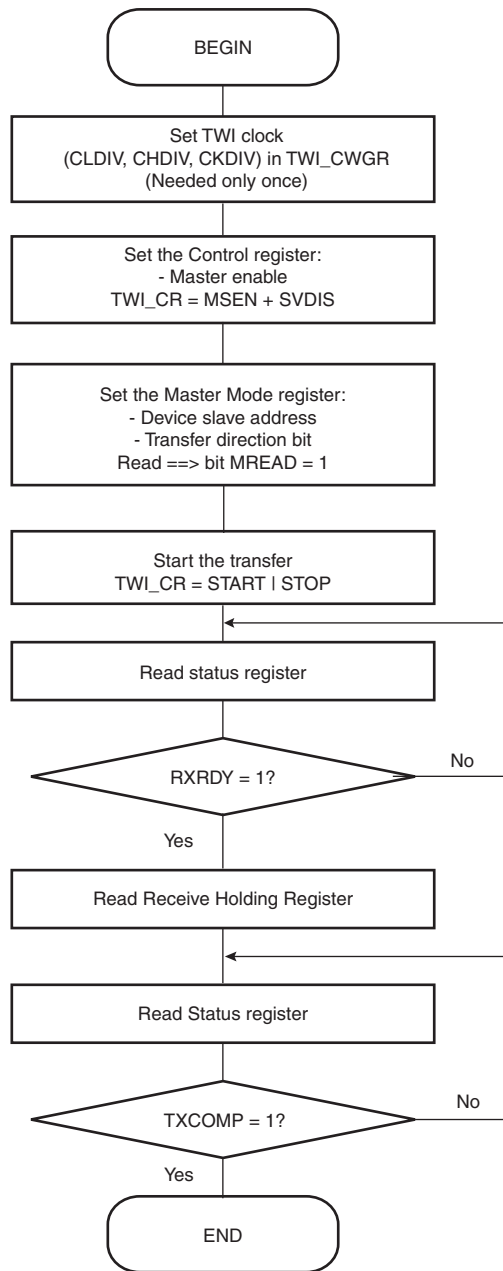 BEGIN
Set TWI clock
(CLDIV, CHDIV, CKDIV) in TWI_CWGR
(Needed only once)
Set the Control register:
- Master enable
TWI_CR = MSEN + SVDIS
Set the Master Mode register:
- Device slave address
- Transfer direction bit
Read ==> bit MREAD = 1
Start the transfer
TWI_CR = START | STOP
Read status register
RXRDY = 1?
No
Yes
Read Receive Holding Register
Read Status register
TXCOMP = 1?
No
Yes
END